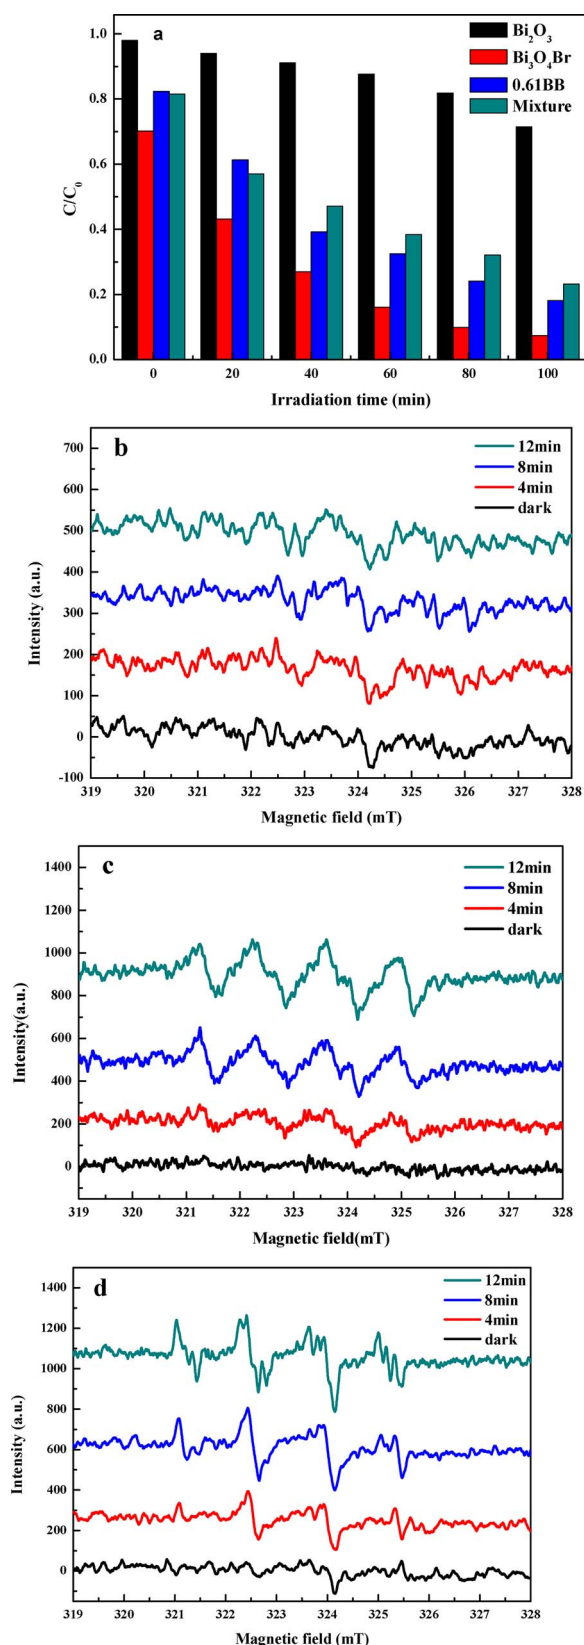 a
Bi2O3
Bi3O4Br
0.61BB
Mixture
1.0
0.8
0.6
0.4
0.2
0.0
C/C0
0 20 40 60 80 100
Irradiation time (min)
b
12min
8min
4min
dark
700
600
500
400
300
200
100
0
-100
Intensity (a.u.)
319 320 321 322 323 324 325 326 327 328
Magnetic field (mT)
c
12min
8min
4min
dark
1400
1200
1000
800
600
400
200
0
Intensity(a.u.)
319 320 321 322 323 324 325 326 327 328
Magnetic field(mT)
d
12min
8min
4min
dark
1400
1200
1000
800
600
400
200
0
Intensity (a.u.)
319 320 321 322 323 324 325 326 327 328
Magnetic field (mT)